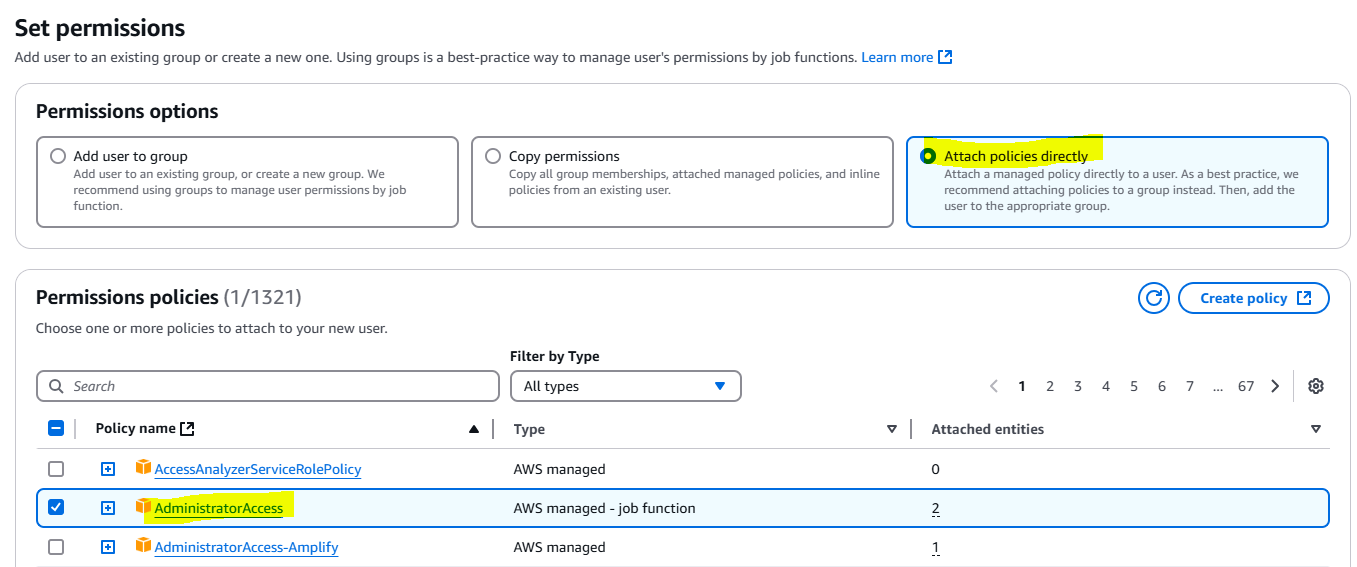 Set permissions
Add user to an existing group or create a new one. Using groups is a best-practice way to manage user's permissions by job functions. Learn more
Permissions options
Add user to group
Add user to an existing group, or create a new group. We
recommend using groups to manage user permissions by job
function.
Copy permissions
Copy all group memberships, attached managed policies, and inline
policies from an existing user.
Attach policies directly
Attach a managed policy directly to a user. As a best practice, we
recommend attaching policies to a group instead. Then, add the
user to the appropriate group.
Permissions policies (1/1321)
Create policy
Choose one or more policies to attach to your new user.
Filter by Type
Search
All types
1 2 3 4 5 6 7 ... 67
Policy name Type Attached entities
AccessAnalyzerServiceRolePolicy AWS managed 0
AdministratorAccess AWS managed - job function 2
AdministratorAccess-Amplify AWS managed 1